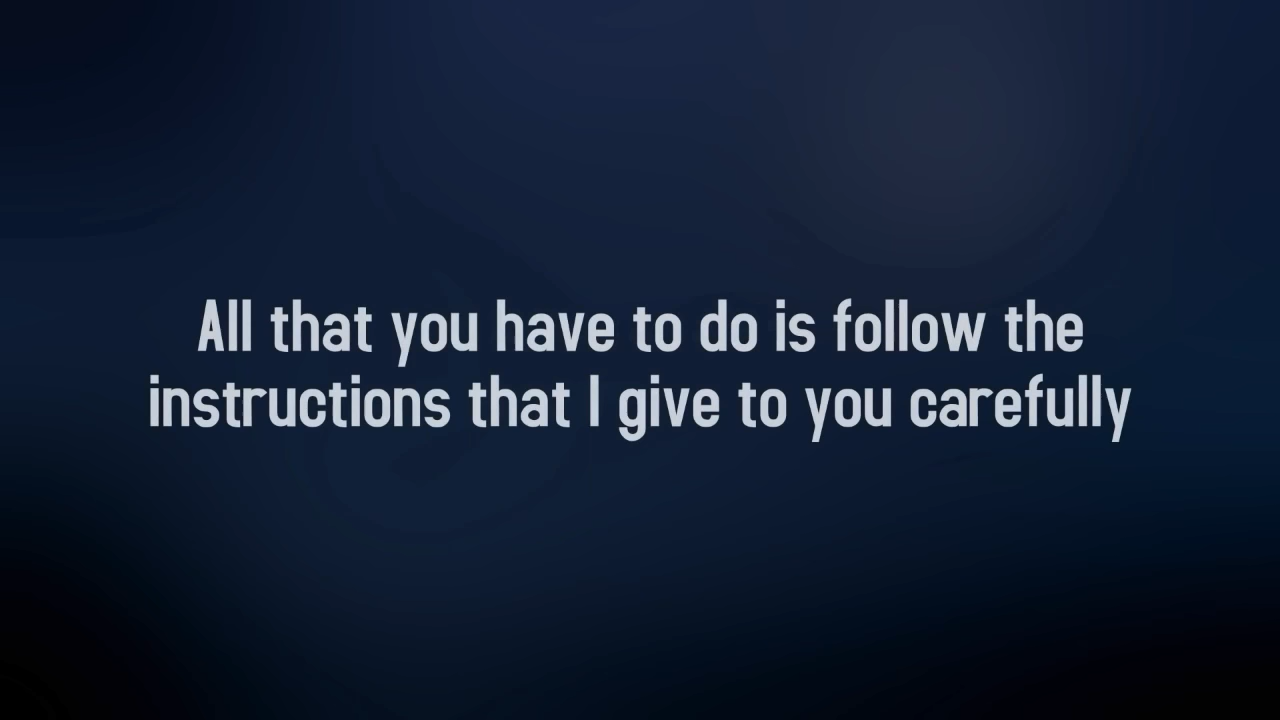 All that you have to do is follow the
instructions that I give to you carefully